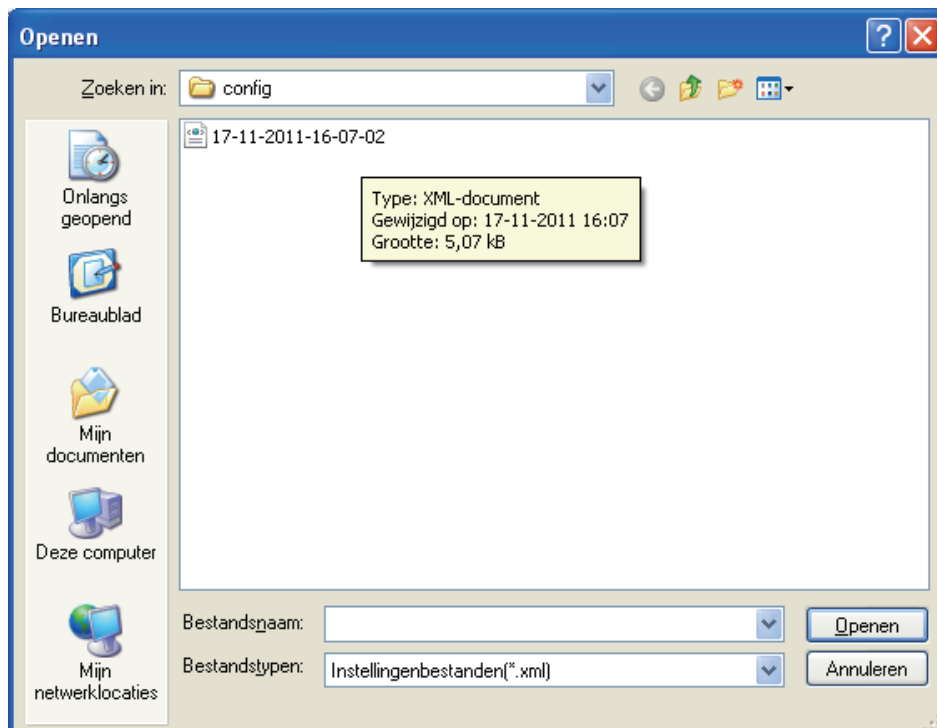 Openen
Zoeken in:
config
17-11-2011-16-07-02
Type: XML-document
Gewijzigd op: 17-11-2011 16:07
Grootte: 5,07 kB
Onlangs
geopend
Bureaublad
Mijn
documenten
Deze computer
Mijn
netwerklocaties
Bestandsnaam:
Openen
Bestandstypen:
Instellingenbestanden(*.xml)
Annuleren